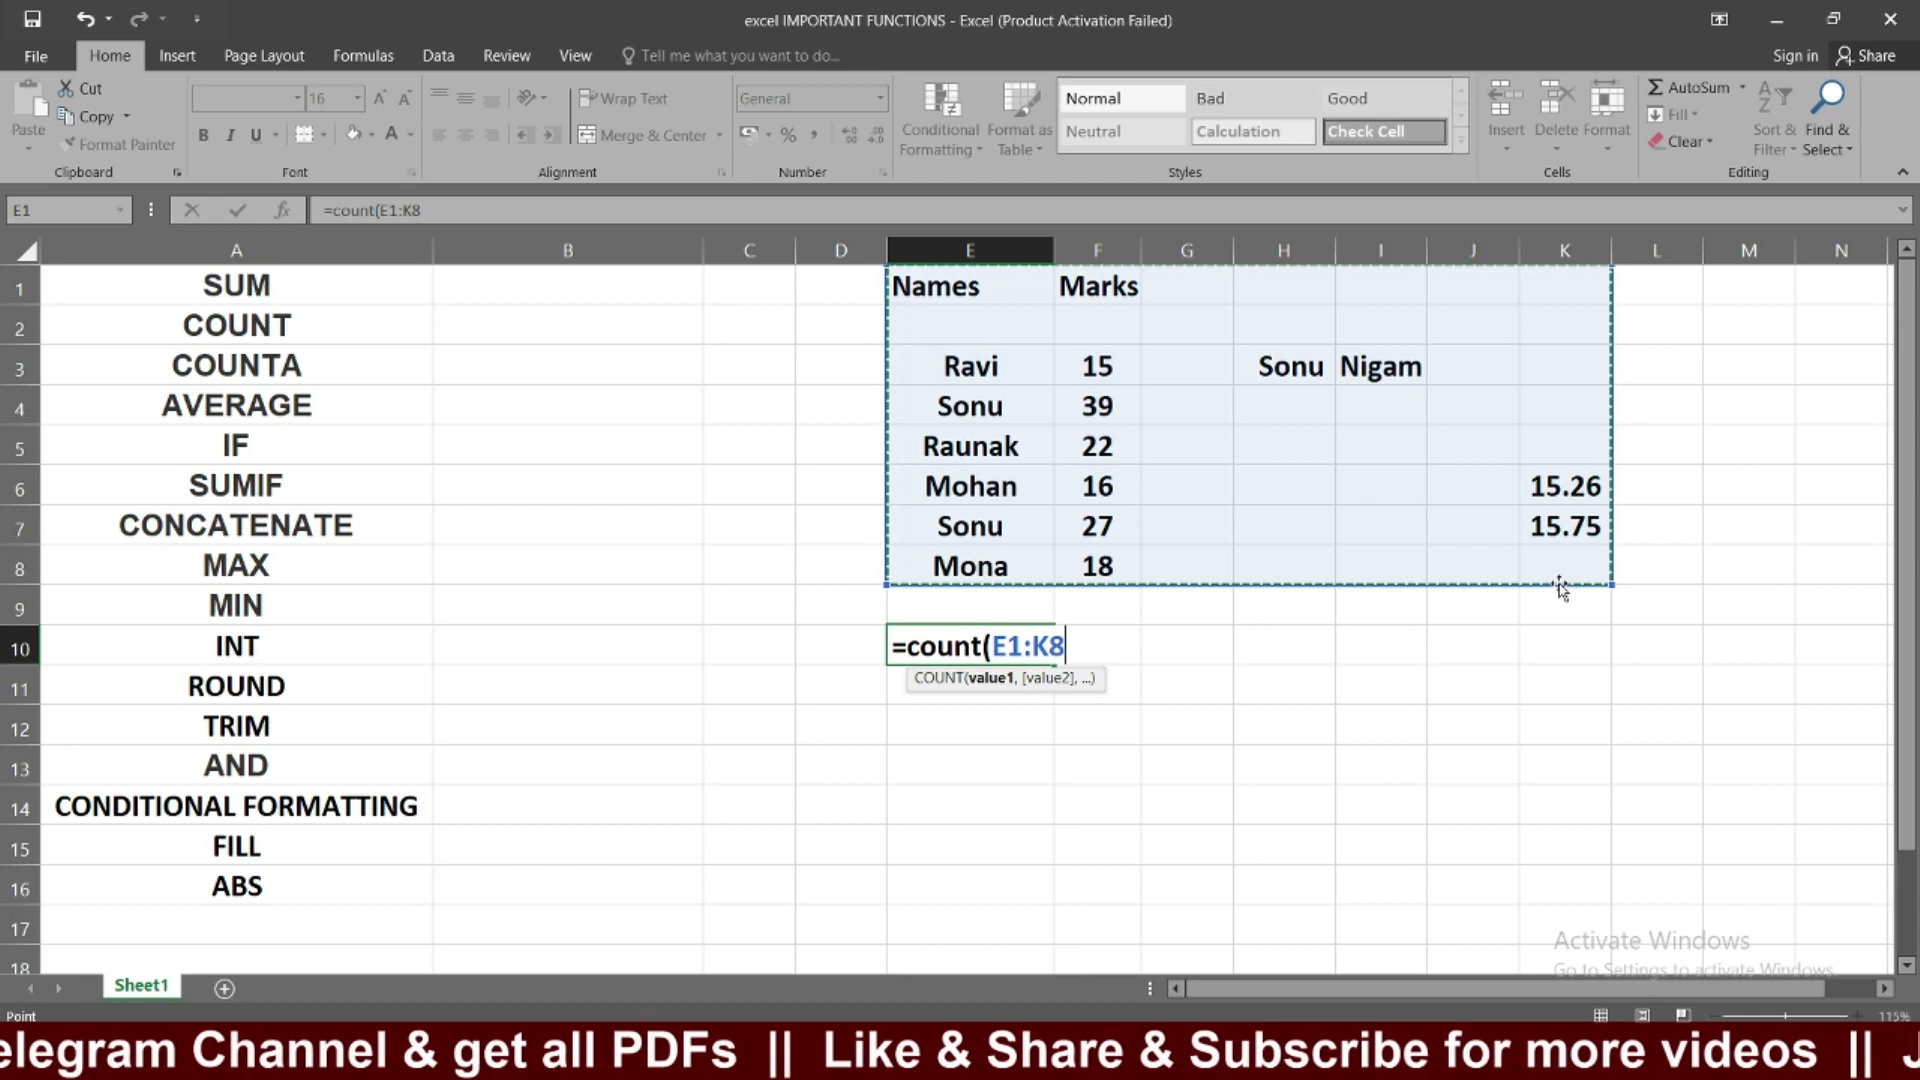 excel IMPORTANT FUNCTIONS - Excel (Product Activation Failed)
File Home Insert Page Layout Formulas Data Review View Tell me what you want to do... Sign in Share
Paste Cut Copy Format Painter Clipboard
16 B I U A Font
Wrap Text Merge & Center Alignment
General % Number
Conditional Formatting Format as Table
Normal Bad Good
Neutral Calculation Check Cell
Styles
Insert Delete Format Cells
AutoSum Fill Clear Sort & Filter Find & Select Editing
E1 fx =count(E1:K8
A B C D E F G H I J K L M N
1 SUM Names Marks
2 COUNT
3 COUNTA Ravi 15 Sonu Nigam
4 AVERAGE Sonu 39
5 IF Raunak 22
6 SUMIF Mohan 16 15.26
7 CONCATENATE Sonu 27 15.75
8 MAX Mona 18
9 MIN
10 INT =count(E1:K8
11 ROUND COUNT(value1, [value2], ...)
12 TRIM
13 AND
14 CONDITIONAL FORMATTING
15 FILL
16 ABS
17
18
Activate Windows
Go to Settings to activate Windows.
Sheet1
Point 115%
elegram Channel & get all PDFs || Like & Share & Subscribe for more videos || J